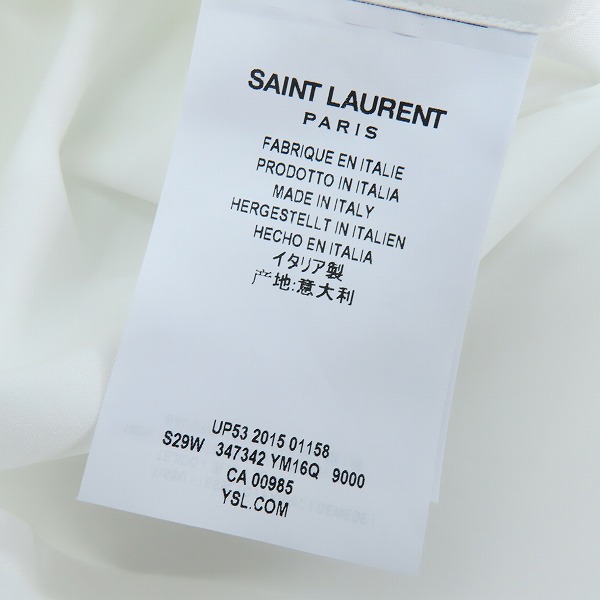 SAINT LAURENT
PARIS
FABRIQUE EN ITALIE
PRODOTTO IN ITALIA
MADE IN ITALY
HERGESTELLT IN ITALIEN
HECHO EN ITALIA
イタリア製
产地:意大利
UP53 2015 01158
S29W 347342 YM16Q 9000
CA 00985
YSL.COM